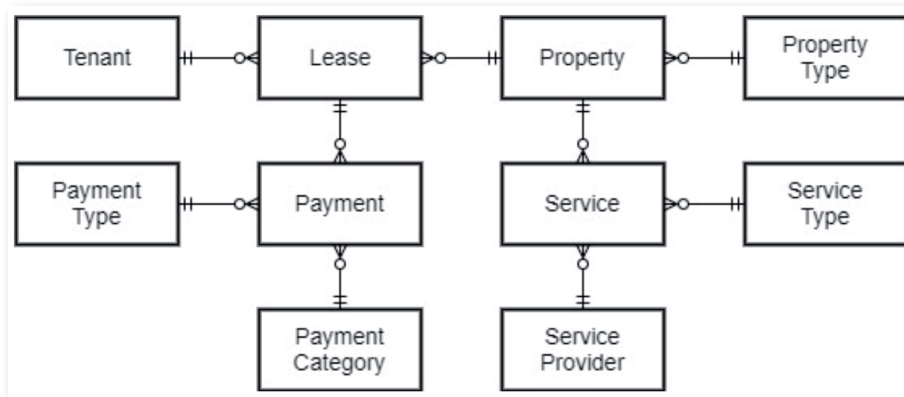 Tenant
Lease
Property
Property
Type
Payment
Type
Payment
Service
Service
Type
Payment
Category
Service
Provider